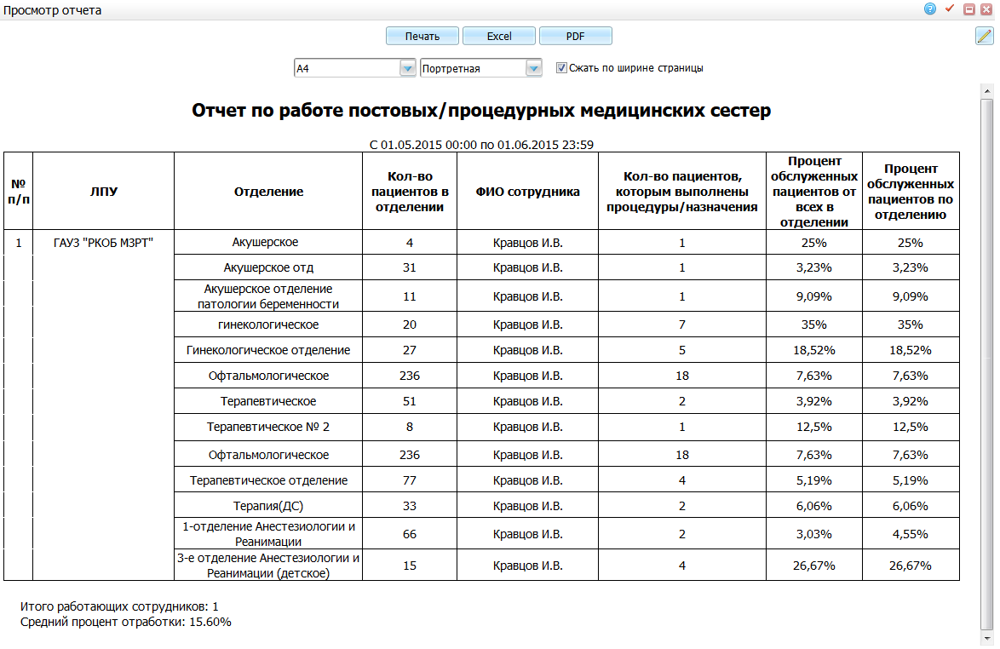 Просмотр отчета
Печать Excel PDF
A4 Портретная Сжать по ширине страницы
Отчет по работе постовых/процедурных медицинских сестер
С 01.05.2015 00:00 по 01.06.2015 23:59
№ п/п ЛПУ Отделение Кол-во пациентов в отделении ФИО сотрудника Кол-во пациентов, которым выполнены процедуры/назначения Процент обслуженных пациентов от всех в отделении Процент обслуженных пациентов по отделению
1 ГАУЗ "РКОБ МЗРТ" Акушерское 4 Кравцов И.В. 1 25% 25%
Акушерское отд 31 Кравцов И.В. 1 3,23% 3,23%
Акушерское отделение патологии беременности 11 Кравцов И.В. 1 9,09% 9,09%
гинекологическое 20 Кравцов И.В. 7 35% 35%
Гинекологическое отделение 27 Кравцов И.В. 5 18,52% 18,52%
Офтальмологическое 236 Кравцов И.В. 18 7,63% 7,63%
Терапевтическое 51 Кравцов И.В. 2 3,92% 3,92%
Терапевтическое № 2 8 Кравцов И.В. 1 12,5% 12,5%
Офтальмологическое 236 Кравцов И.В. 18 7,63% 7,63%
Терапевтическое отделение 77 Кравцов И.В. 4 5,19% 5,19%
Терапия(ДС) 33 Кравцов И.В. 2 6,06% 6,06%
1-отделение Анестезиологии и Реанимации 66 Кравцов И.В. 2 3,03% 4,55%
3-е отделение Анестезиологии и Реанимации (детское) 15 Кравцов И.В. 4 26,67% 26,67%
Итого работающих сотрудников: 1
Средний процент отработки: 15.60%